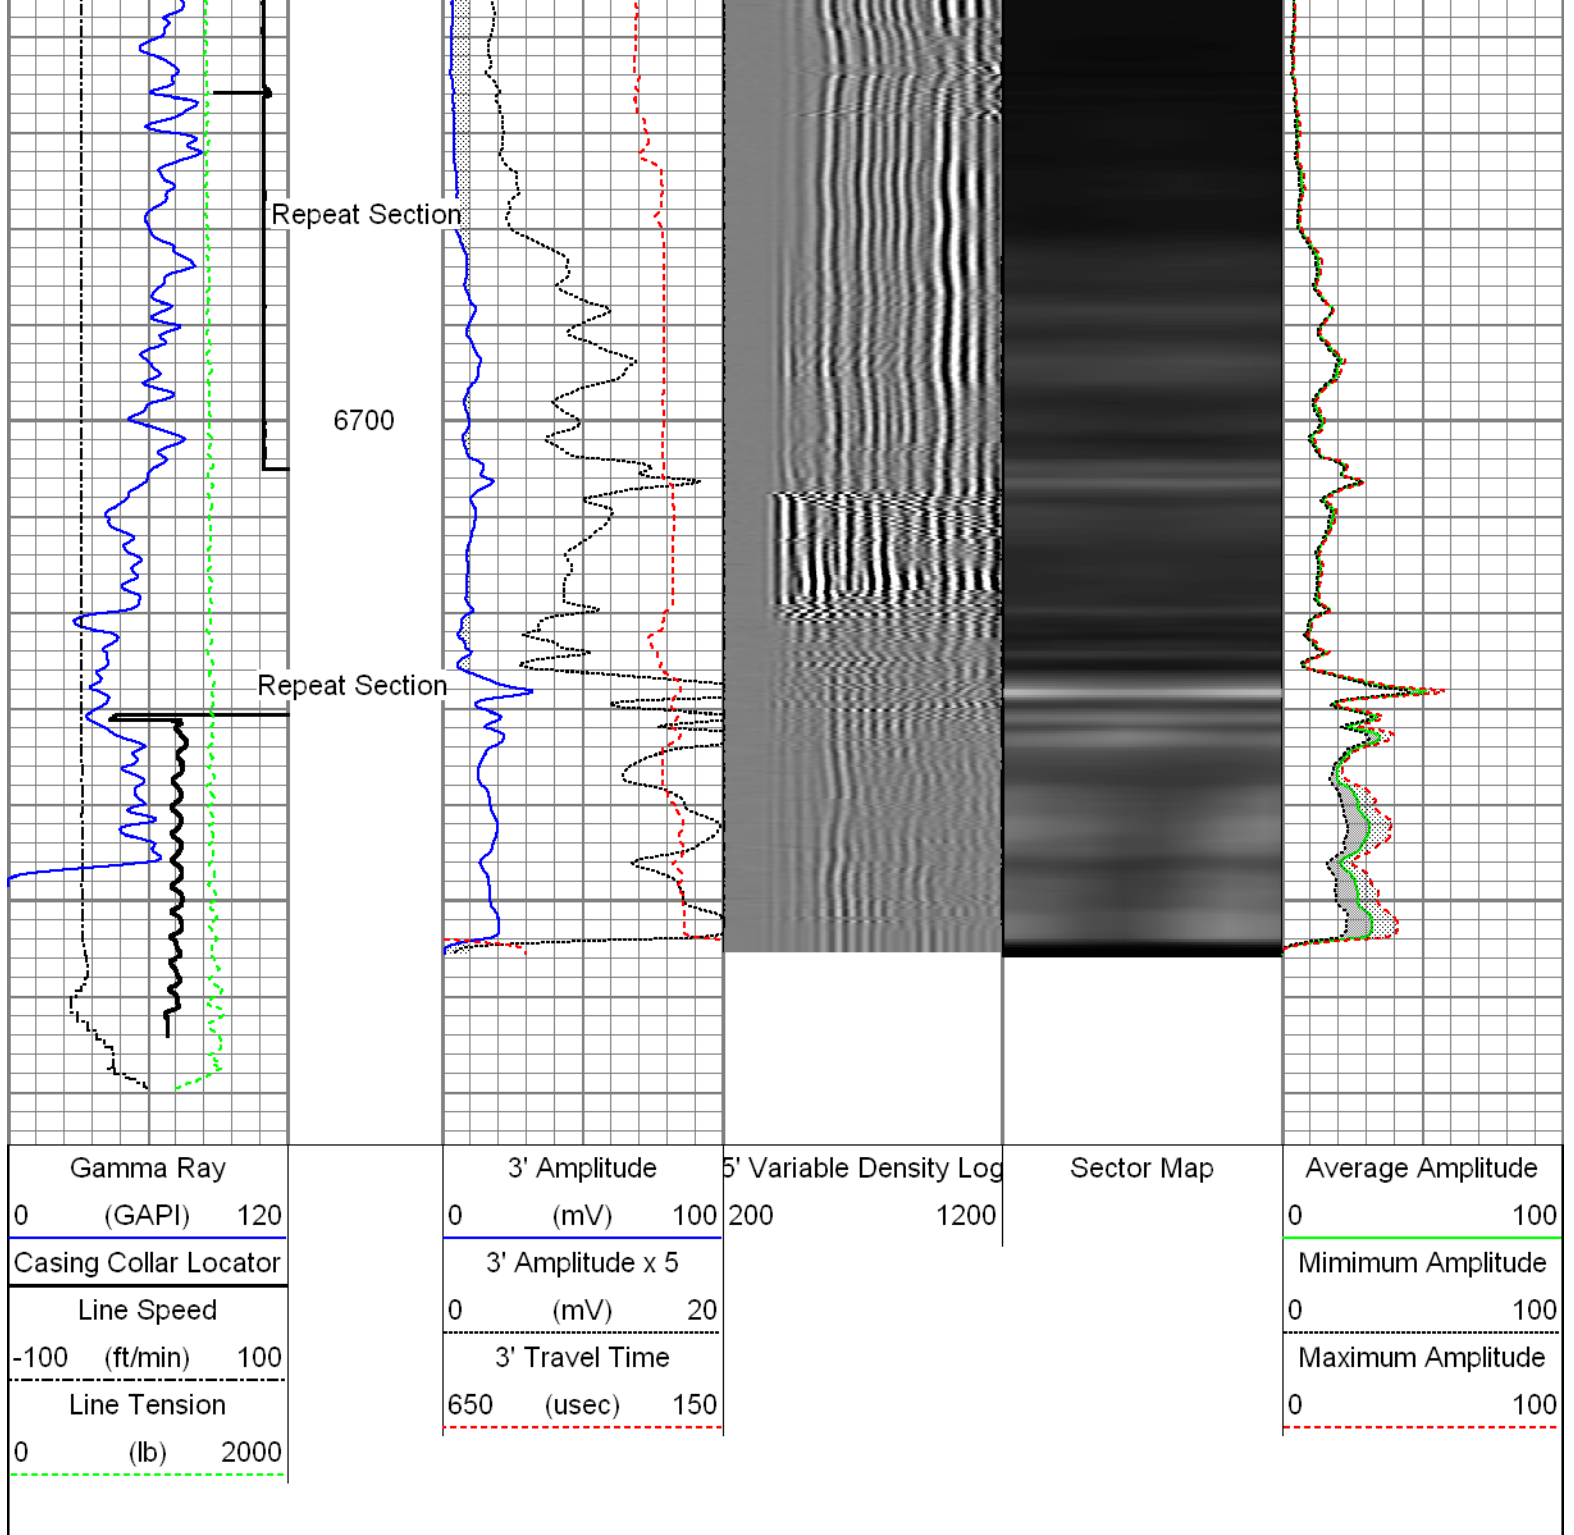 Repeat Section
6700
Repeat Section
Gamma Ray
0 (GAPI) 120
Casing Collar Locator
Line Speed
-100 (ft/min) 100
Line Tension
0 (lb) 2000
3' Amplitude
0 (mV) 100
3' Amplitude x 5
0 (mV) 20
3' Travel Time
650 (usec) 150
5' Variable Density Log
200 1200
Sector Map
Average Amplitude
0 100
Mimimum Amplitude
0 100
Maximum Amplitude
0 100